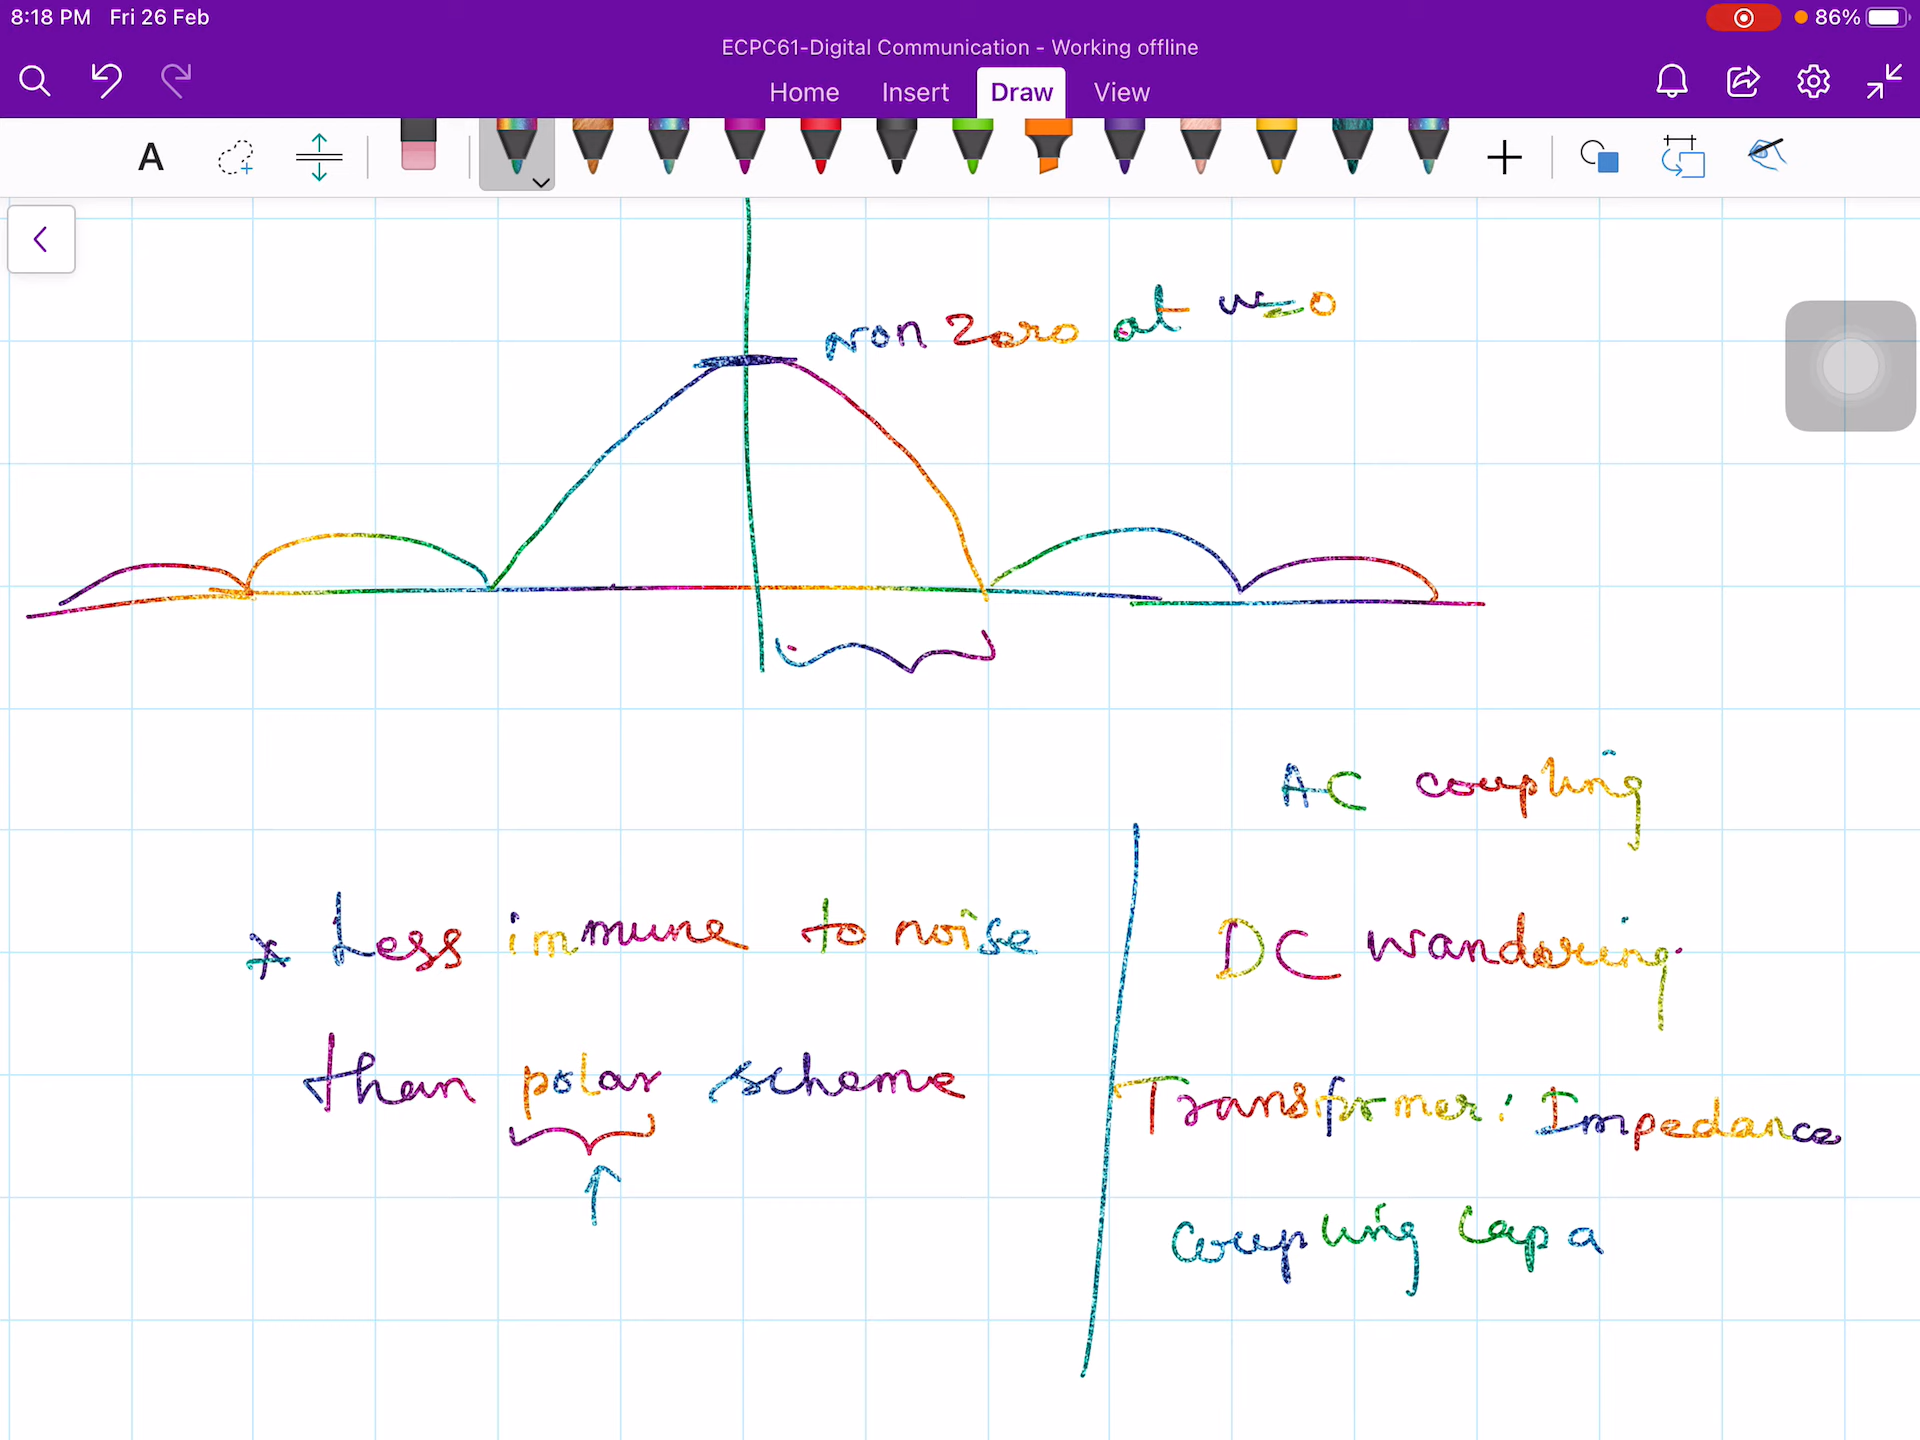 8:18 PM Fri 26 Feb
86%
ECPC61-Digital Communication - Working offline
Home Insert Draw View
A
Non Zero at w=0
AC coupling
* Less immune to noise
than polar scheme
DC wandering.
Transformer: Impedance
Coupling Capa